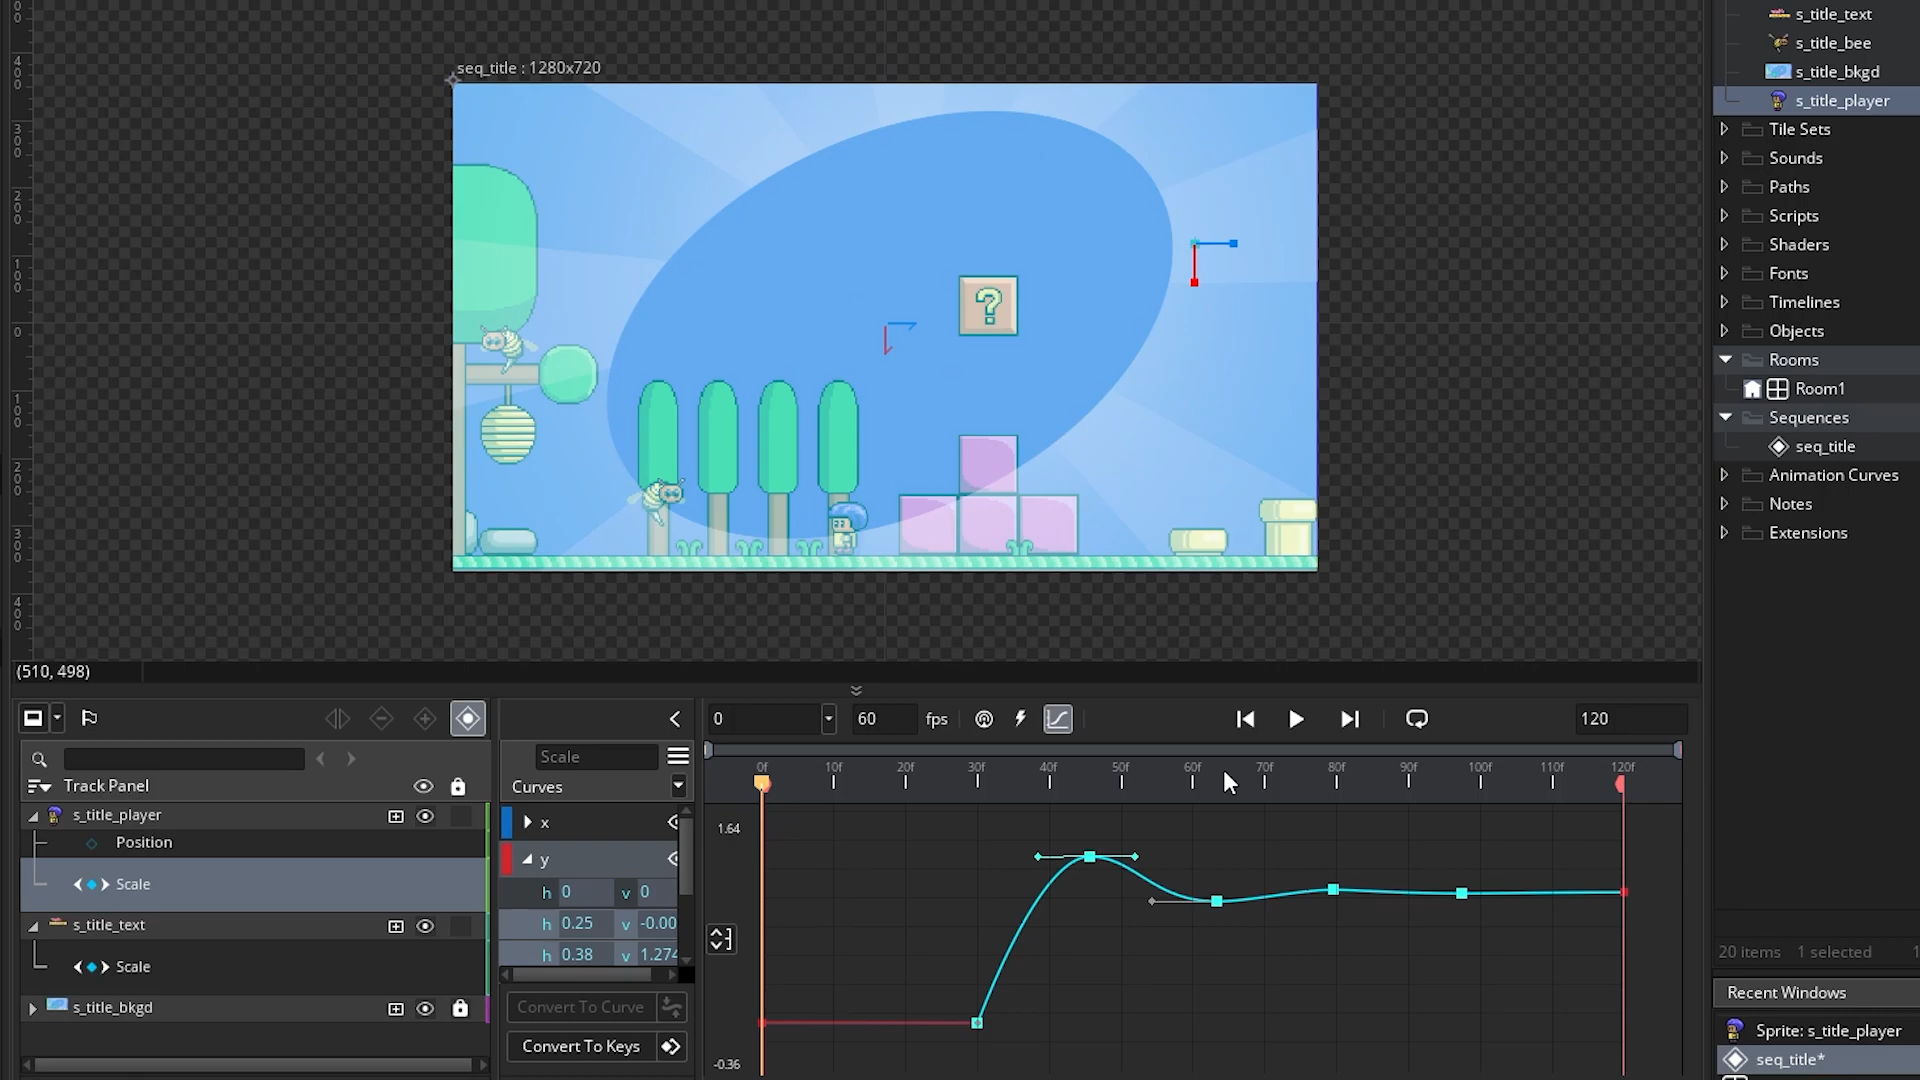 seq_title : 1280x720
?
(510, 498)
s_title_text
s_title_bee
s_title_bkgd
s_title_player
Tile Sets
Sounds
Paths
Scripts
Shaders
Fonts
Timelines
Objects
Rooms
Room1
Sequences
seq_title
Animation Curves
Notes
Extensions
20 items 1 selected
Recent Windows
Sprite: s_title_player
seq_title*
Track Panel
s_title_player
Position
Scale
s_title_text
Scale
s_title_bkgd
Scale
Curves
x
y
h 0 v 0
h 0.25 v -0.00
h 0.38 v 1.274
Convert To Curve
Convert To Keys
0 60 fps 120
0f 10f 20f 30f 40f 50f 60f 70f 80f 90f 100f 110f 120f
1.64
-0.36